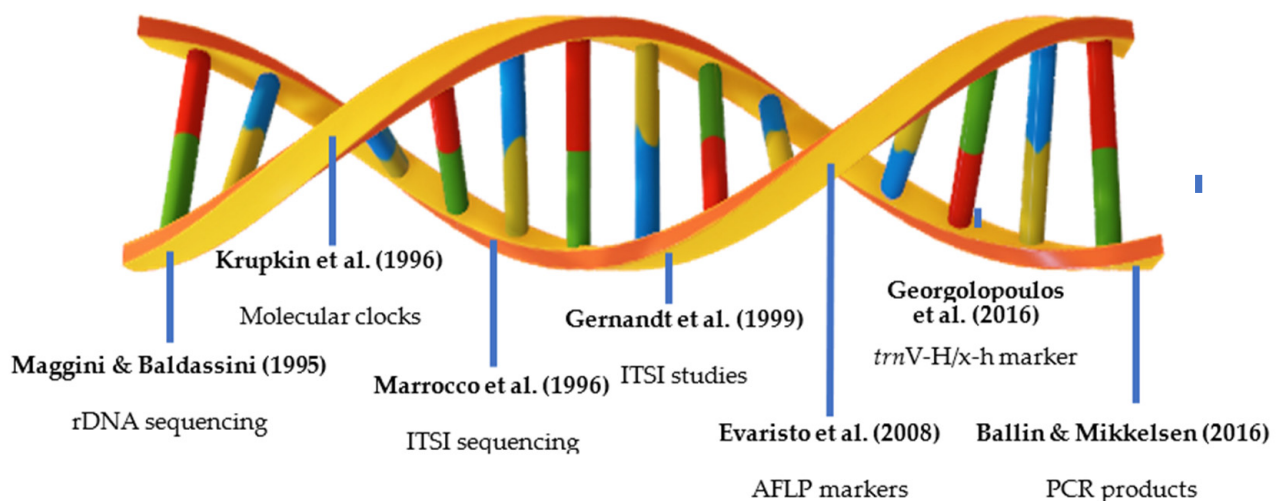 Krupkin et al. (1996)
Molecular clocks
Maggini & Baldassini (1995)
rDNA sequencing
Marrocco et al. (1996)
ITSI sequencing
Gernandt et al. (1999)
ITSI studies
Evaristo et al. (2008)
AFLP markers
Georgolopoulos
et al. (2016)
trnV-H/x-h marker
Ballin & Mikkelsen (2016)
PCR products